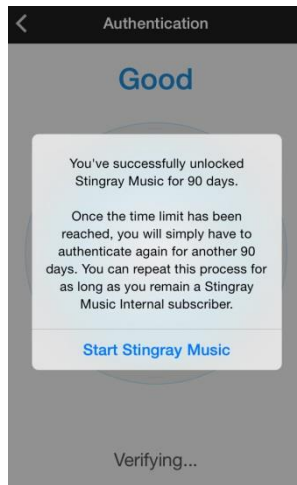 Authentication
Good
You've successfully unlocked
Stingray Music for 90 days.
Once the time limit has been
reached, you will simply have to
authenticate again for another 90
days. You can repeat this process for
as long as you remain a Stingray
Music Internal subscriber.
Start Stingray Music
Verifying...